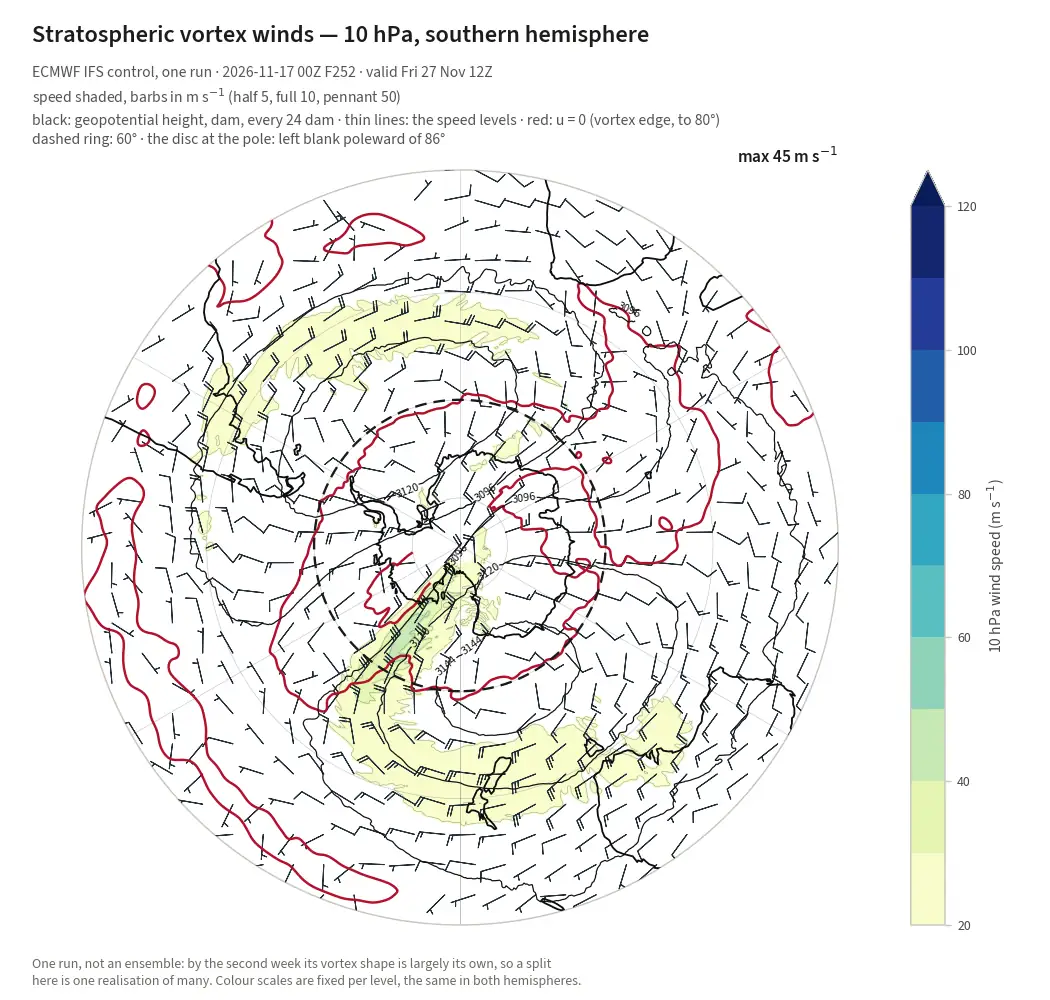 Stratospheric vortex winds — 10 hPa, southern hemisphere
ECMWF IFS control, one run · 2026-11-17 00Z F252 · valid Fri 27 Nov 12Z
speed shaded, barbs in m s⁻¹ (half 5, full 10, pennant 50)
black: geopotential height, dam, every 24 dam · thin lines: the speed levels · red: u = 0 (vortex edge, to 80°)
dashed ring: 60° · the disc at the pole: left blank poleward of 86°
max 45 m s⁻¹
120
100
80
60
40
20
10 hPa wind speed (m s⁻¹)
3096
3120
3096
3096
3120
3144
3144
One run, not an ensemble: by the second week its vortex shape is largely its own, so a split
here is one realisation of many. Colour scales are fixed per level, the same in both hemispheres.